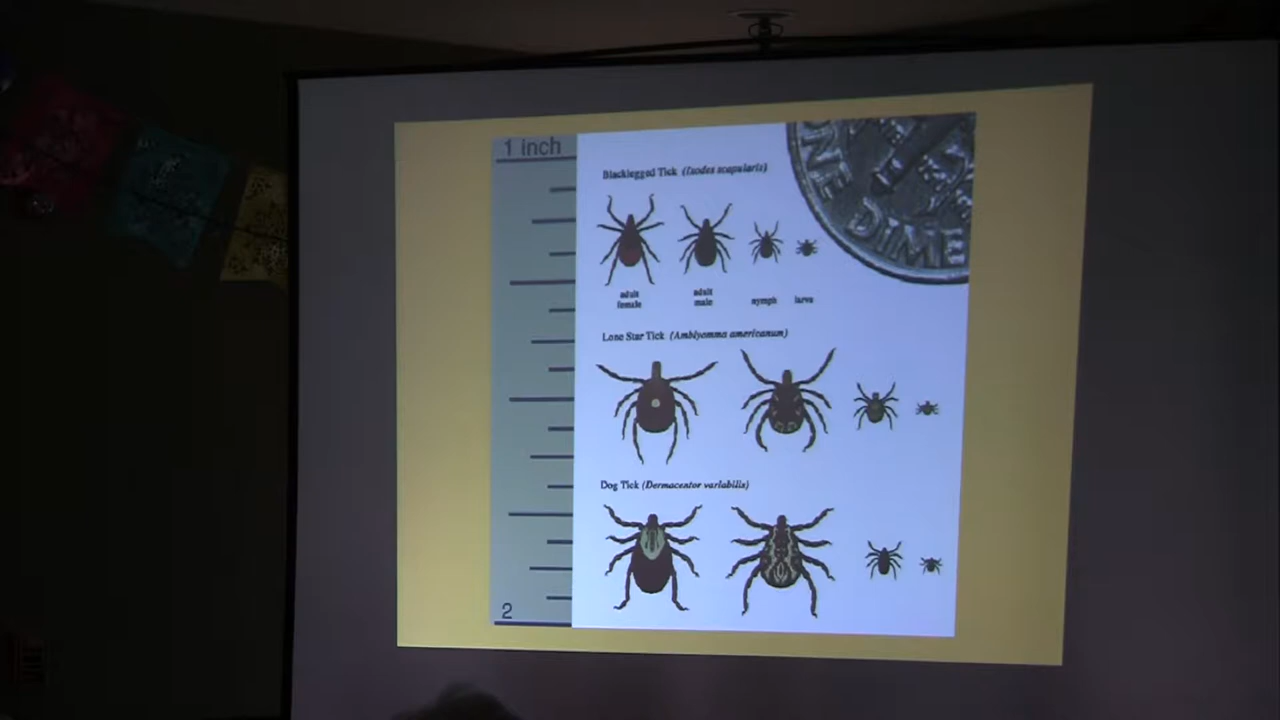 1 inch
Blacklegged Tick (Ixodes scapularis)
ONE DIME
adult female
adult male
nymph
larva
Lone Star Tick (Amblyomma americanum)
Dog Tick (Dermacentor variabilis)
2